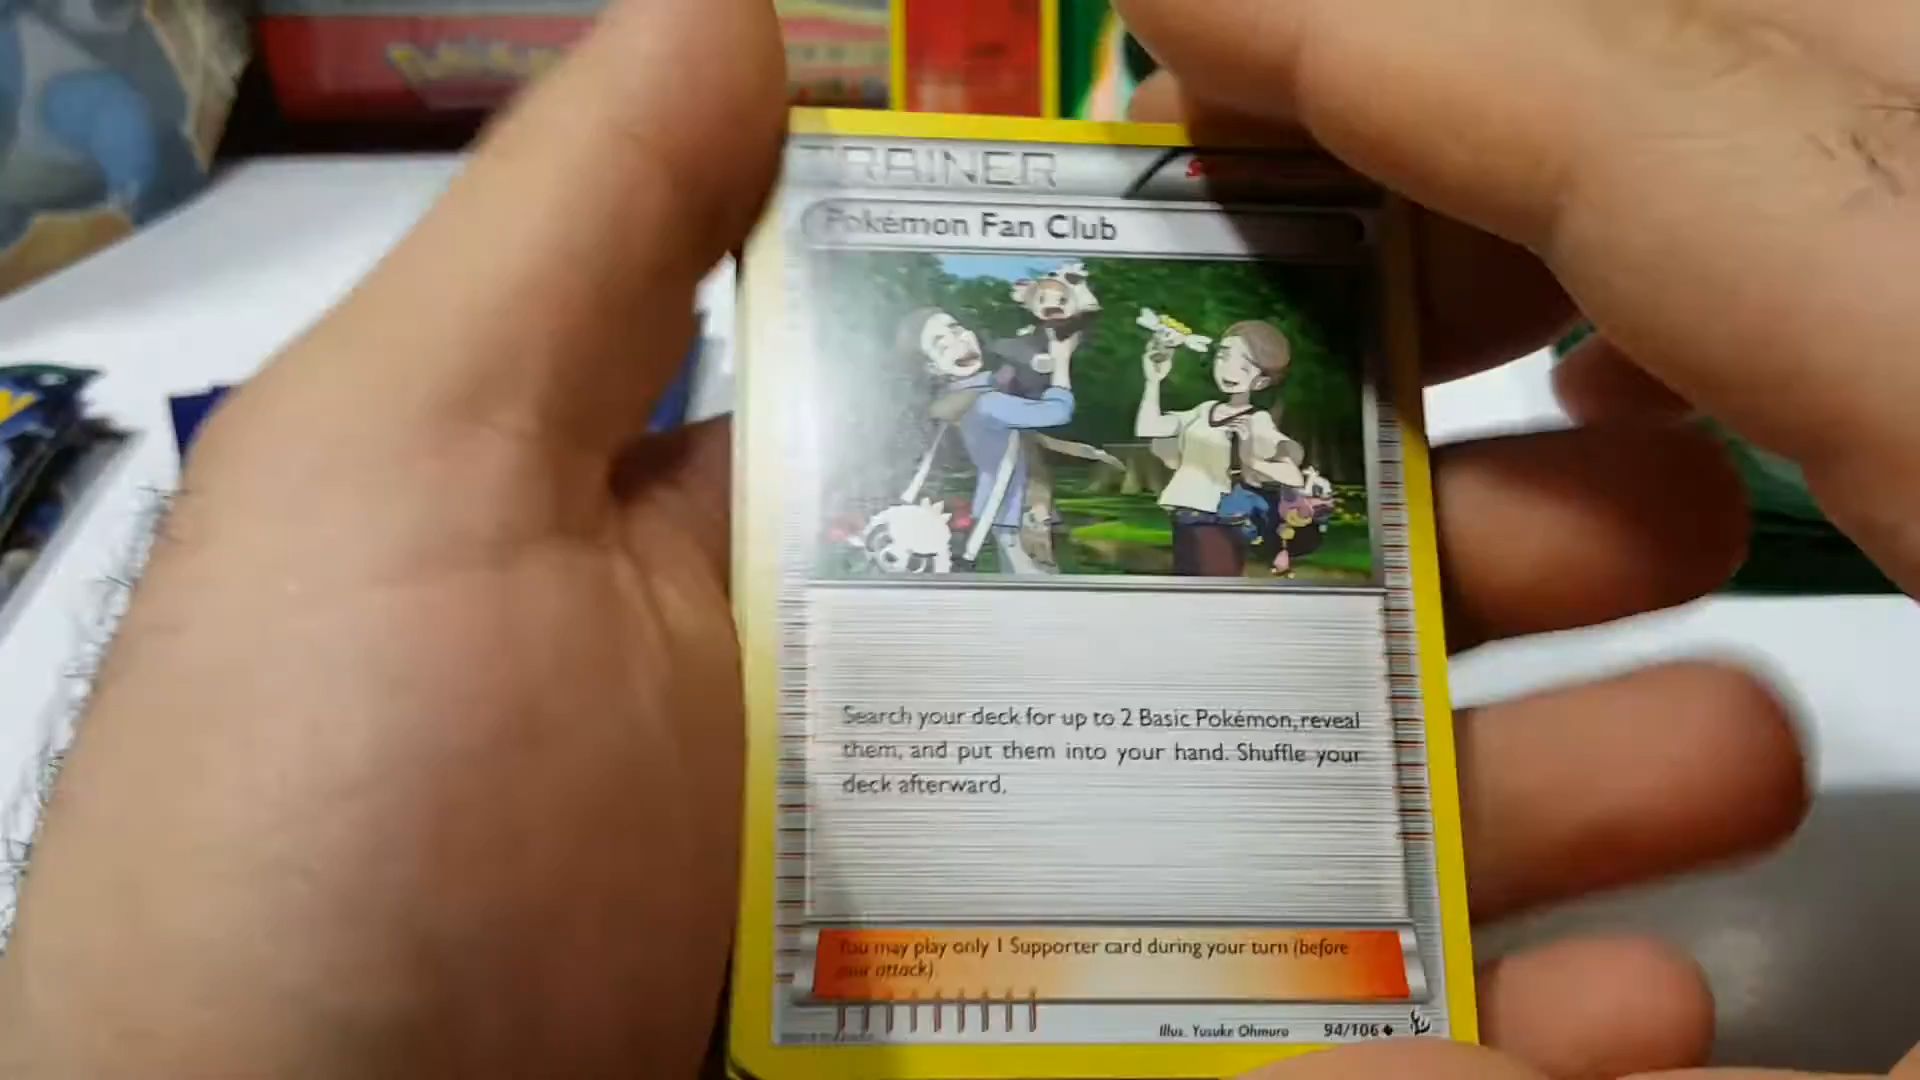 Pokémon
TRAINER
Pokémon Fan Club
Search your deck for up to 2 Basic Pokémon, reveal
them, and put them into your hand. Shuffle your
deck afterward.
You may play only 1 Supporter card during your turn (before
your attack).
Illus. Yusuke Ohmura 94/106